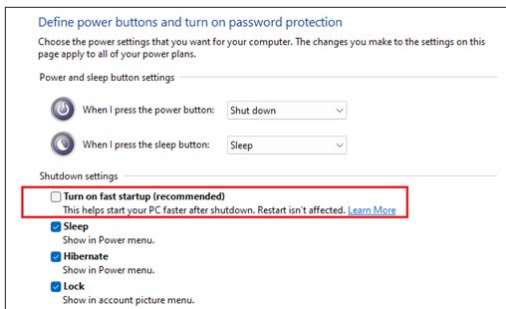 Define power buttons and turn on password protection
Choose the power settings that you want for your computer. The changes you make to the settings on this
page apply to all of your power plans.
Power and sleep button settings
When I press the power button: Shut down
When I press the sleep button: Sleep
Shutdown settings
Turn on fast startup (recommended)
This helps start your PC faster after shutdown. Restart isn't affected. Learn More
Sleep
Show in Power menu.
Hibernate
Show in Power menu.
Lock
Show in account picture menu.